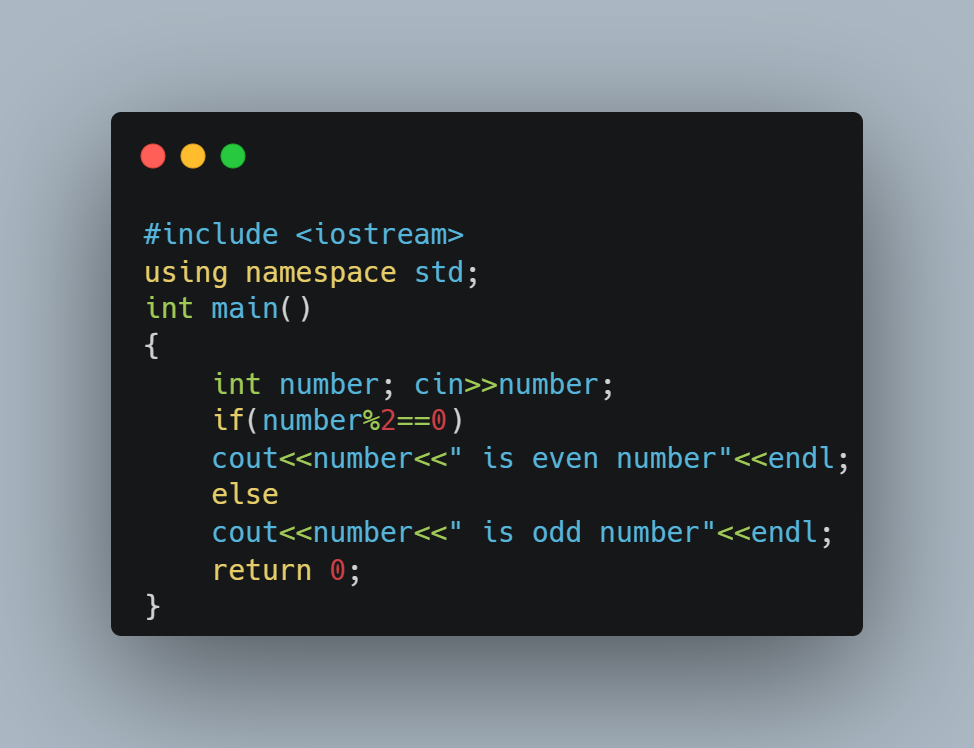 #include <iostream>
using namespace std;
int main()
{
    int number; cin>>number;
    if(number%2==0)
    cout<<number<<" is even number"<<endl;
    else
    cout<<number<<" is odd number"<<endl;
    return 0;
}